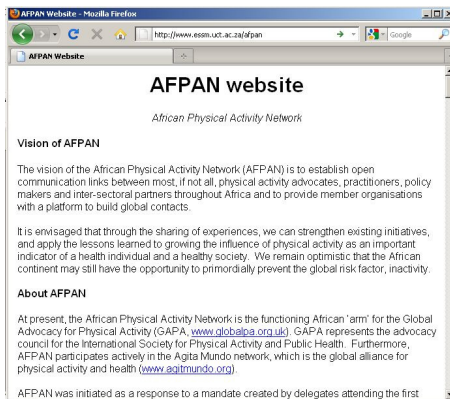 AFPAN Website - Mozilla Firefox
http://www.essm.uct.ac.za/afpan
Google
AFPAN Website
AFPAN website
African Physical Activity Network
Vision of AFPAN
The vision of the African Physical Activity Network (AFPAN) is to establish open
communication links between most, if not all, physical activity advocates, practitioners, policy
makers and inter-sectoral partners throughout Africa and to provide member organisations
with a platform to build global contacts.
It is envisaged that through the sharing of experiences, we can strengthen existing initiatives,
and apply the lessons learned to growing the influence of physical activity as an important
indicator of a health individual and a healthy society. We remain optimistic that the African
continent may still have the opportunity to primordially prevent the global risk factor, inactivity.
About AFPAN
At present, the African Physical Activity Network is the functioning African 'arm' for the Global
Advocacy for Physical Activity (GAPA, www.globalpa.org.uk). GAPA represents the advocacy
council for the International Society for Physical Activity and Public Health. Furthermore,
AFPAN participates actively in the Agita Mundo network, which is the global alliance for
physical activity and health (www.agitmundo.org).
AFPAN was initiated as a response to a mandate created by delegates attending the first